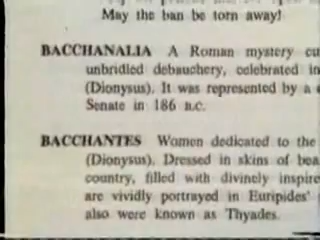 May the ban be torn away!
BACCHANALIA A Roman mystery cu
unbridled debauchery, celebrated in
(Dionysus). It was represented by a
Senate in 186 B.C.
BACCHANTES Women dedicated to the
(Dionysus). Dressed in skins of bea
country, filled with divinely inspire
are vividly portrayed in Euripides'
also were known as Thyades.